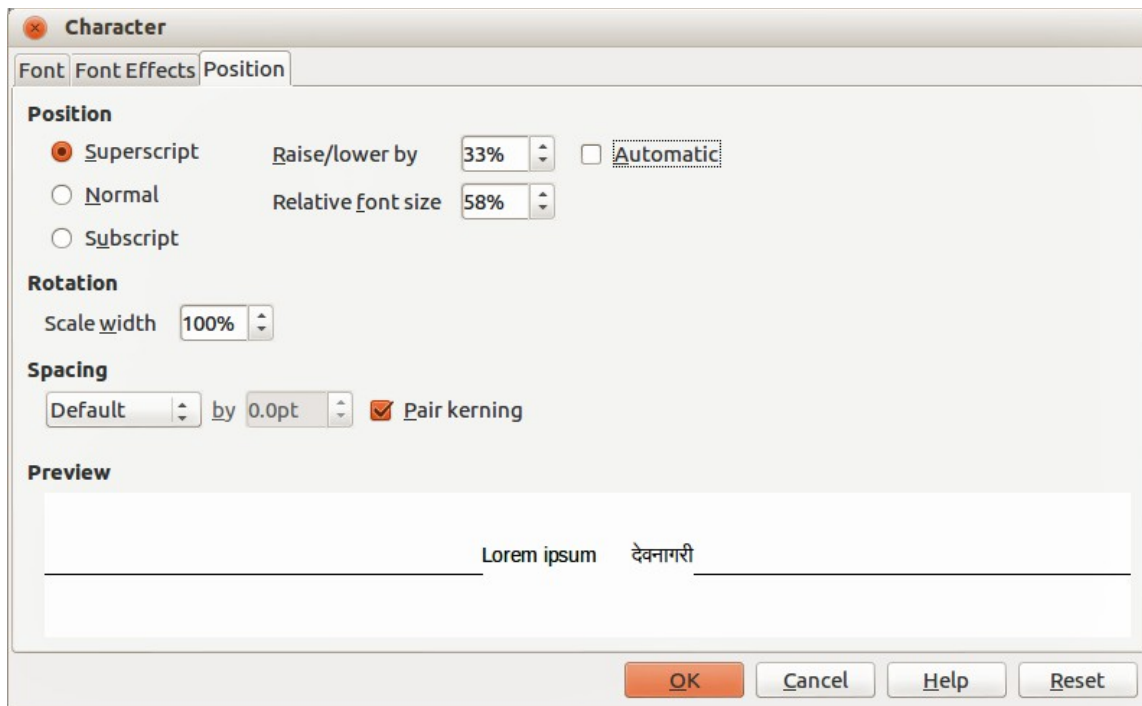 Character
Font Font Effects Position
Position
Superscript Raise/lower by 33% Automatic
Normal Relative font size 58%
Subscript
Rotation
Scale width 100%
Spacing
Default by 0.0pt Pair kerning
Preview
Lorem ipsum देवनागरी
OK Cancel Help Reset